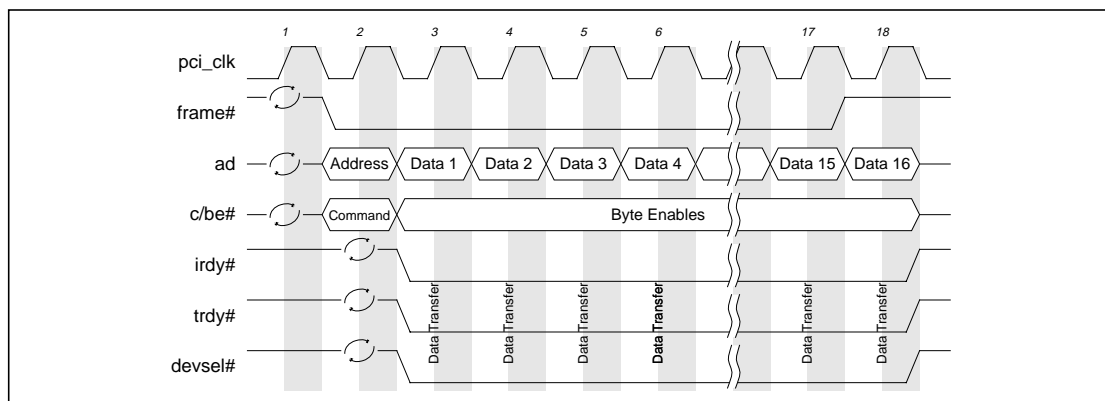 1 2 3 4 5 6 17 18
pci_clk
frame#
ad Address Data 1 Data 2 Data 3 Data 4 Data 15 Data 16
c/be# Command Byte Enables
irdy#
trdy#
Data Transfer
Data Transfer
Data Transfer
Data Transfer
Data Transfer
Data Transfer
devsel#